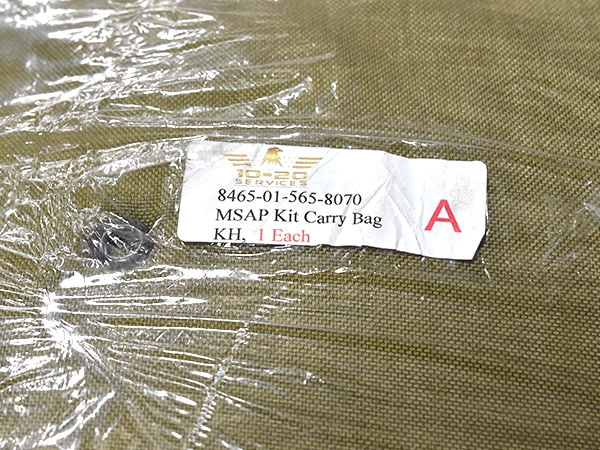 10-20
SERVICES
8465-01-565-8070
MSAP Kit Carry Bag
KH, 1 Each
A